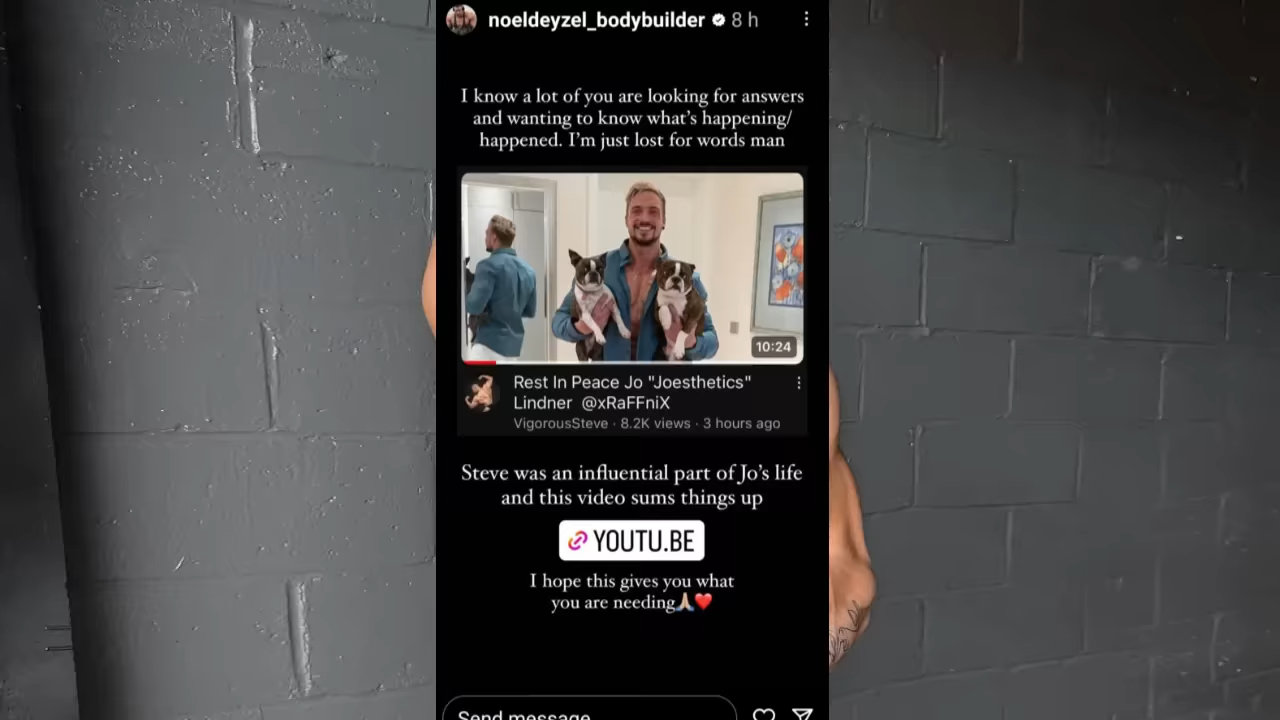 noeldeyzel_bodybuilder 8 h
I know a lot of you are looking for answers
and wanting to know what's happening/
happened. I'm just lost for words man
10:24
Rest In Peace Jo "Joesthetics"
Lindner @xRaFFniX
VigorousSteve · 8.2K views · 3 hours ago
Steve was an influential part of Jo's life
and this video sums things up
YOUTU.BE
I hope this gives you what
you are needing🙏🏼❤️
Send message